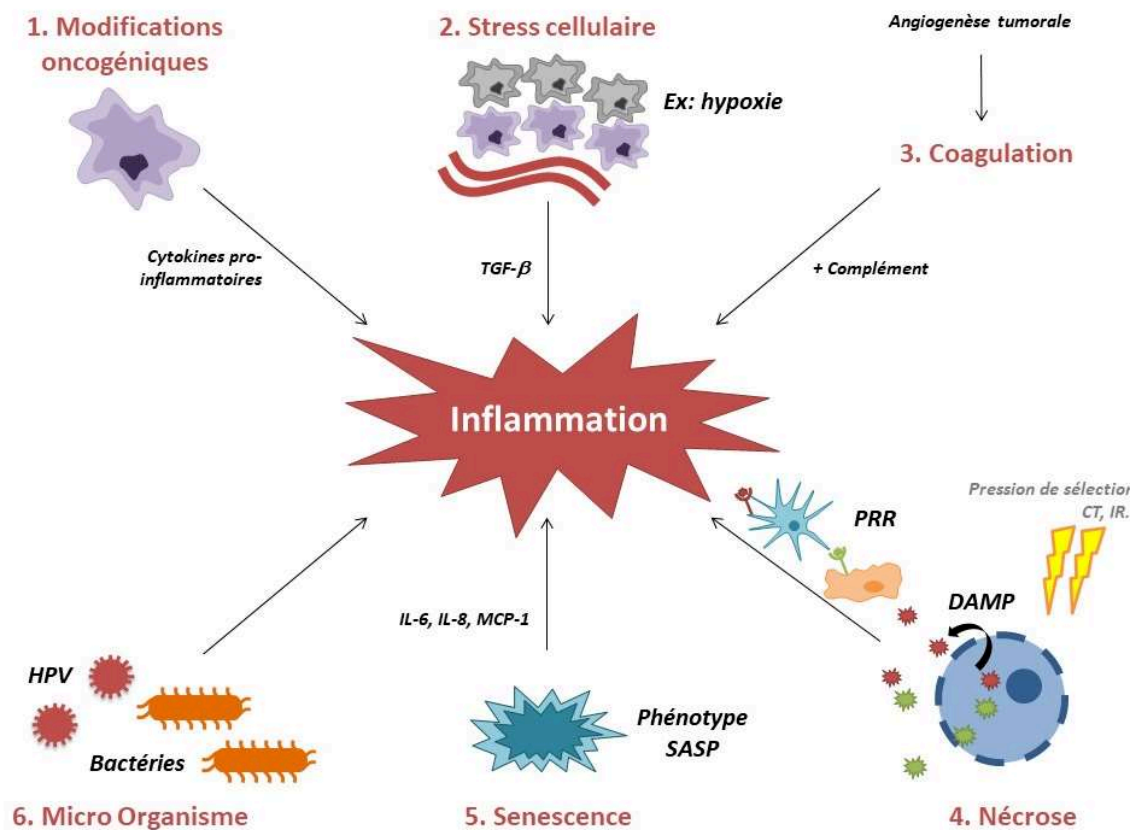 1. Modifications
oncogéniques
2. Stress cellulaire
Ex: hypoxie
Angiogenèse tumorale
3. Coagulation
Cytokines pro-
inflammatoires
TGF-β
+ Complément
Inflammation
Pression de sélection
CT, IR.
PRR
DAMP
IL-6, IL-8, MCP-1
HPV
Bactéries
Phénotype
SASP
6. Micro Organisme
5. Senescence
4. Nécrose